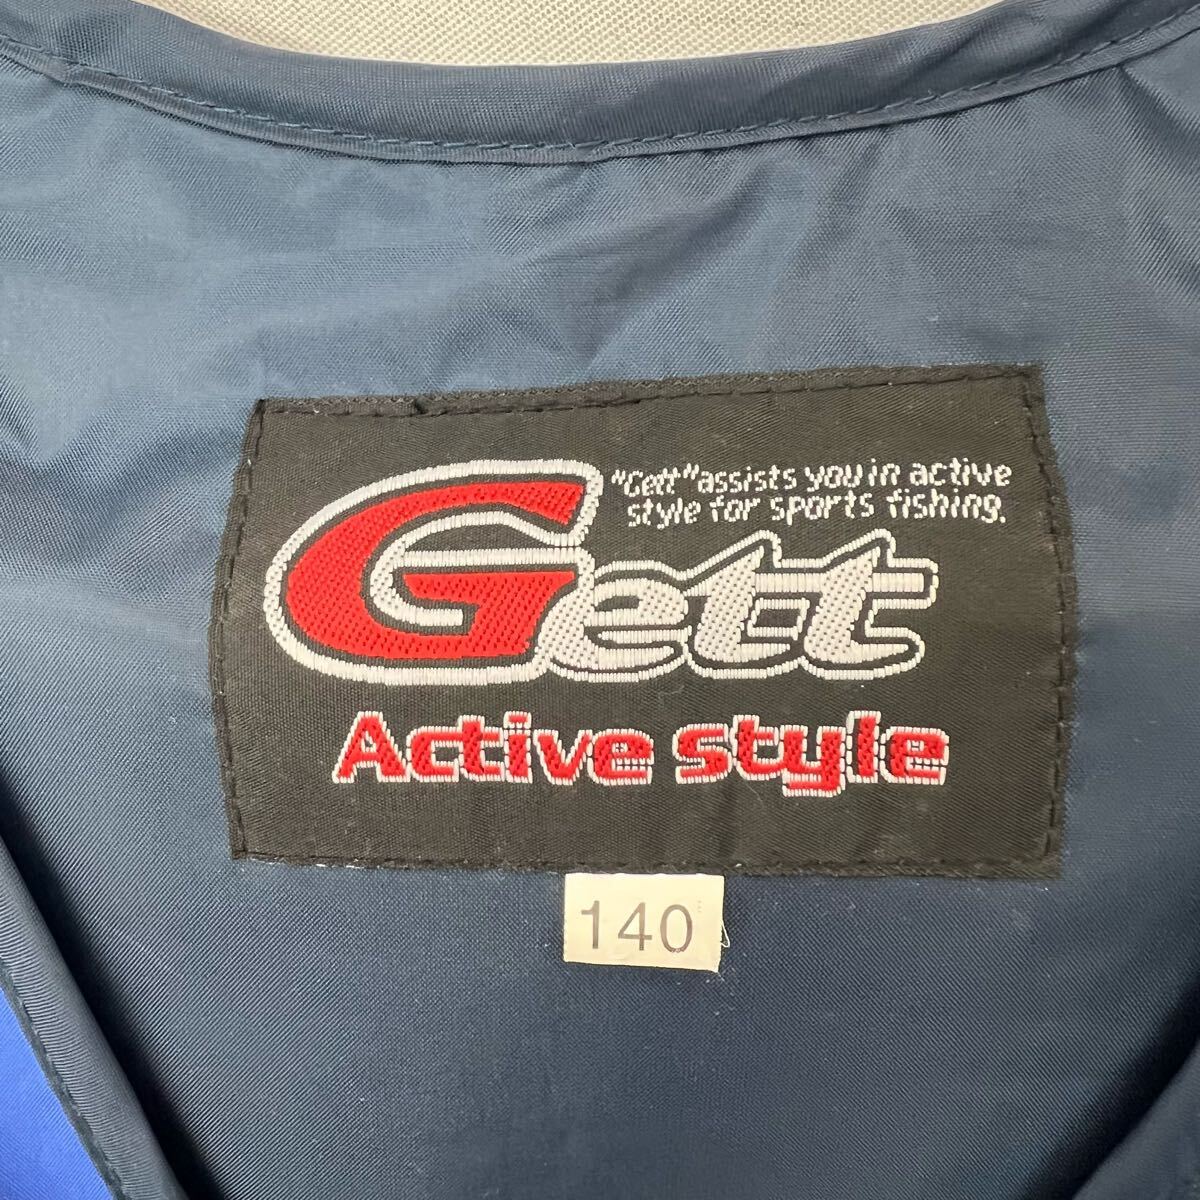 "Gett" assists you in active
style for sports fishing.
Gett
Active style
140